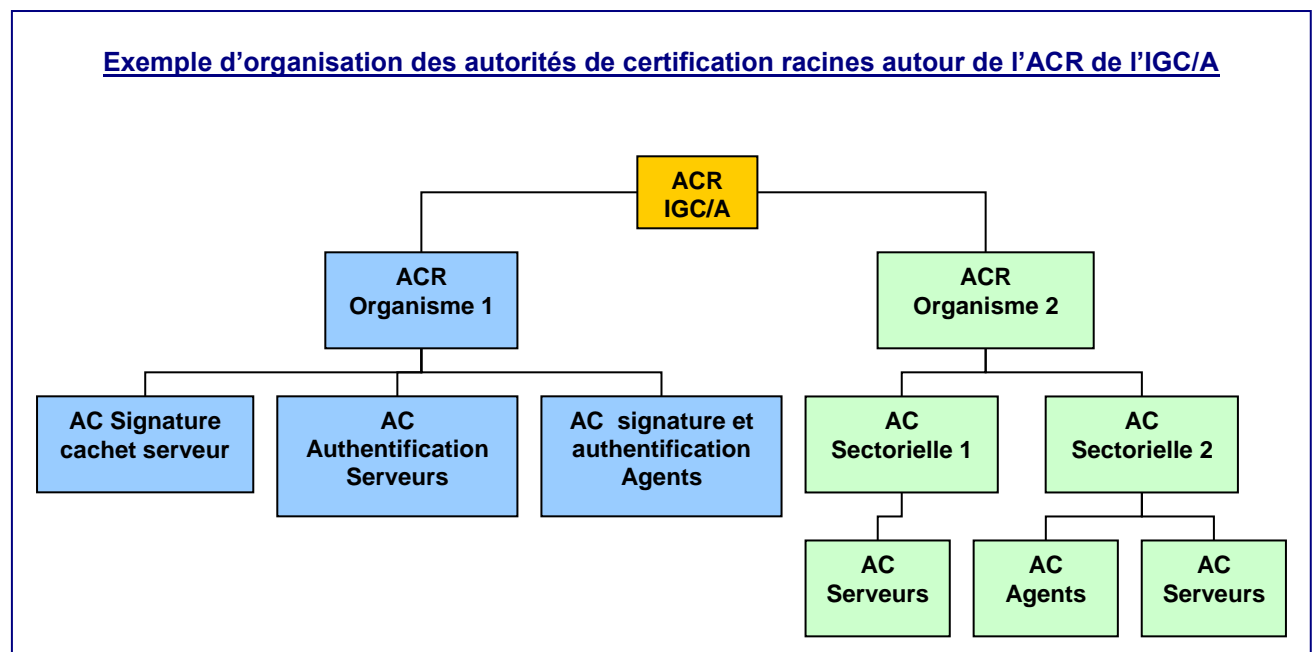 Exemple d'organisation des autorités de certification racines autour de l'ACR de l'IGC/A
ACR
IGC/A
ACR
Organisme 1
ACR
Organisme 2
AC Signature
cachet serveur
AC
Authentification
Serveurs
AC signature et
authentification
Agents
AC
Sectorielle 1
AC
Sectorielle 2
AC
Serveurs
AC
Agents
AC
Serveurs